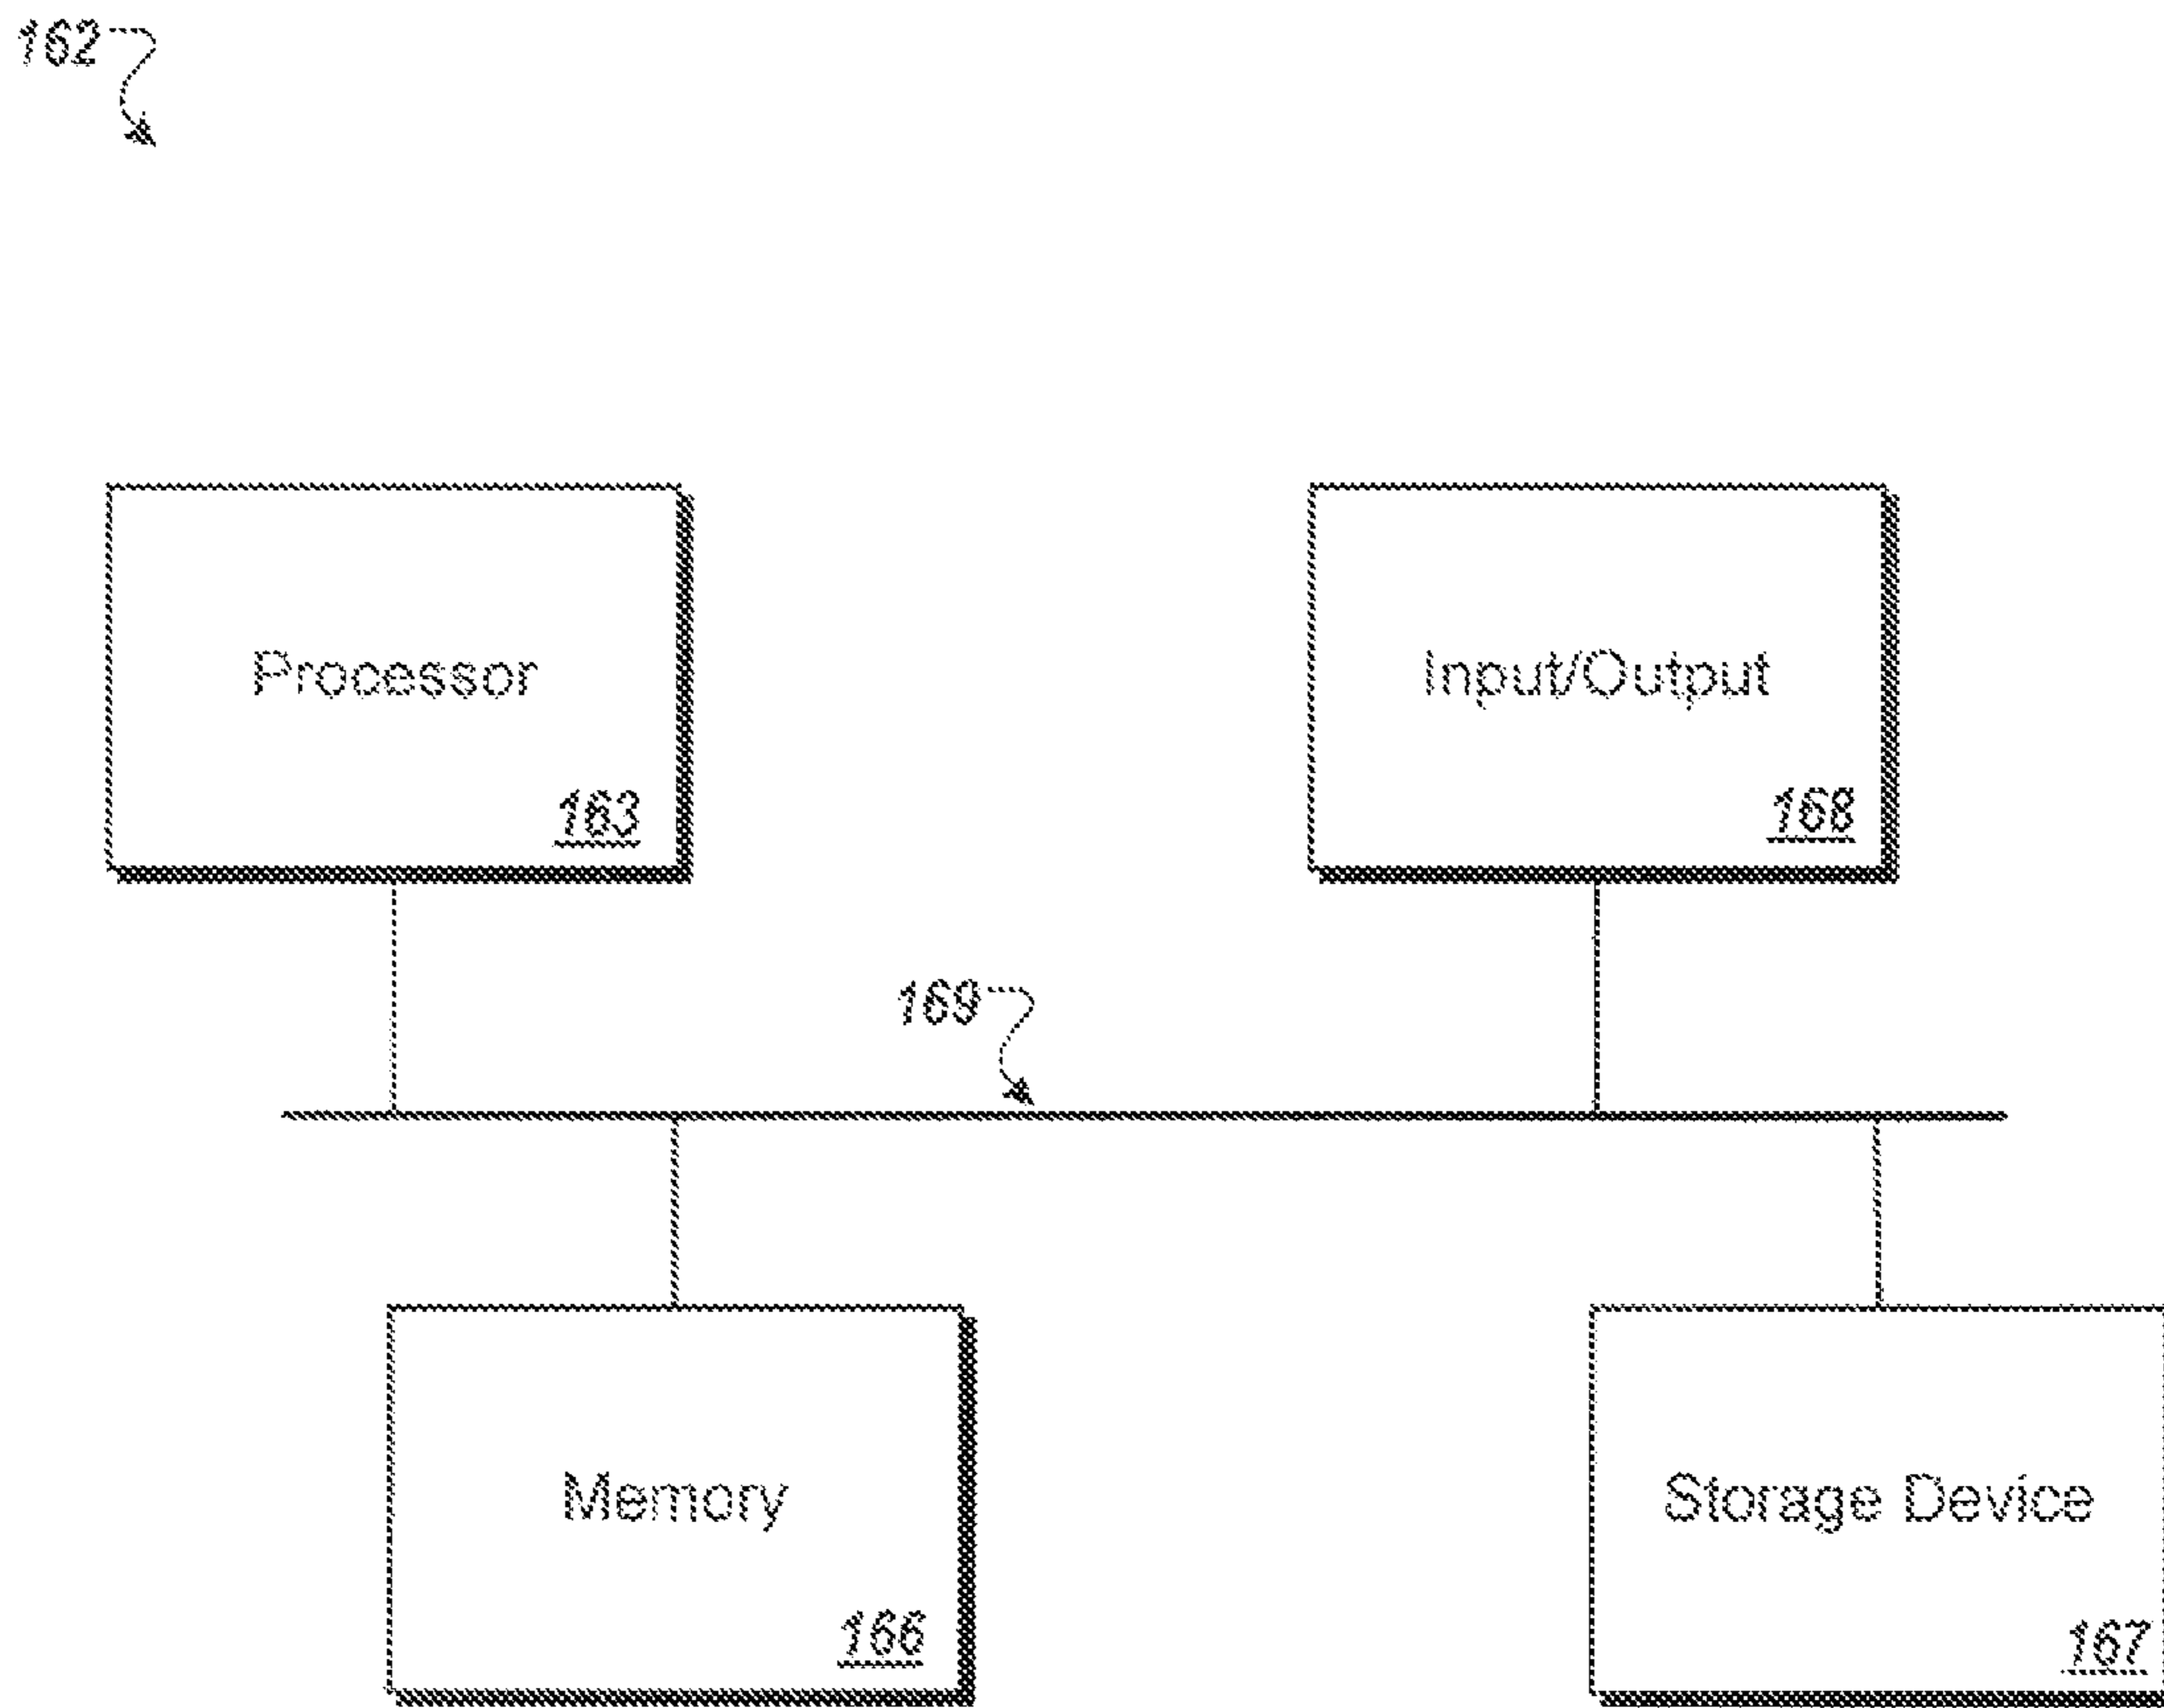 162
Processor
163
Input/Output
168
169
Memory
166
Storage Device
167